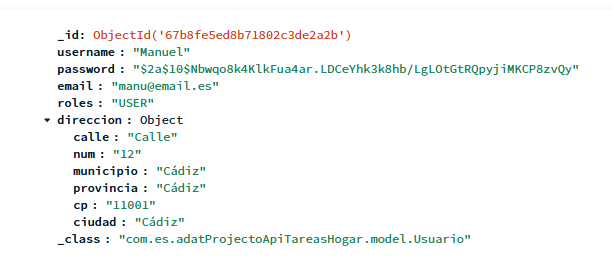 _id: ObjectId('67b8fe5ed8b71802c3de2a2b')
username : "Manuel"
password : "$2a$10$Nbwqo8k4KlkFua4ar.LDCeYhk3k8hb/LgLOtGtRQpyjiMKCP8zvQy"
email : "manu@email.es"
roles : "USER"
direccion : Object
calle : "Calle"
num : "12"
municipio : "Cádiz"
provincia : "Cádiz"
cp : "11001"
ciudad : "Cádiz"
_class : "com.es.adatProjectoApiTareasHogar.model.Usuario"